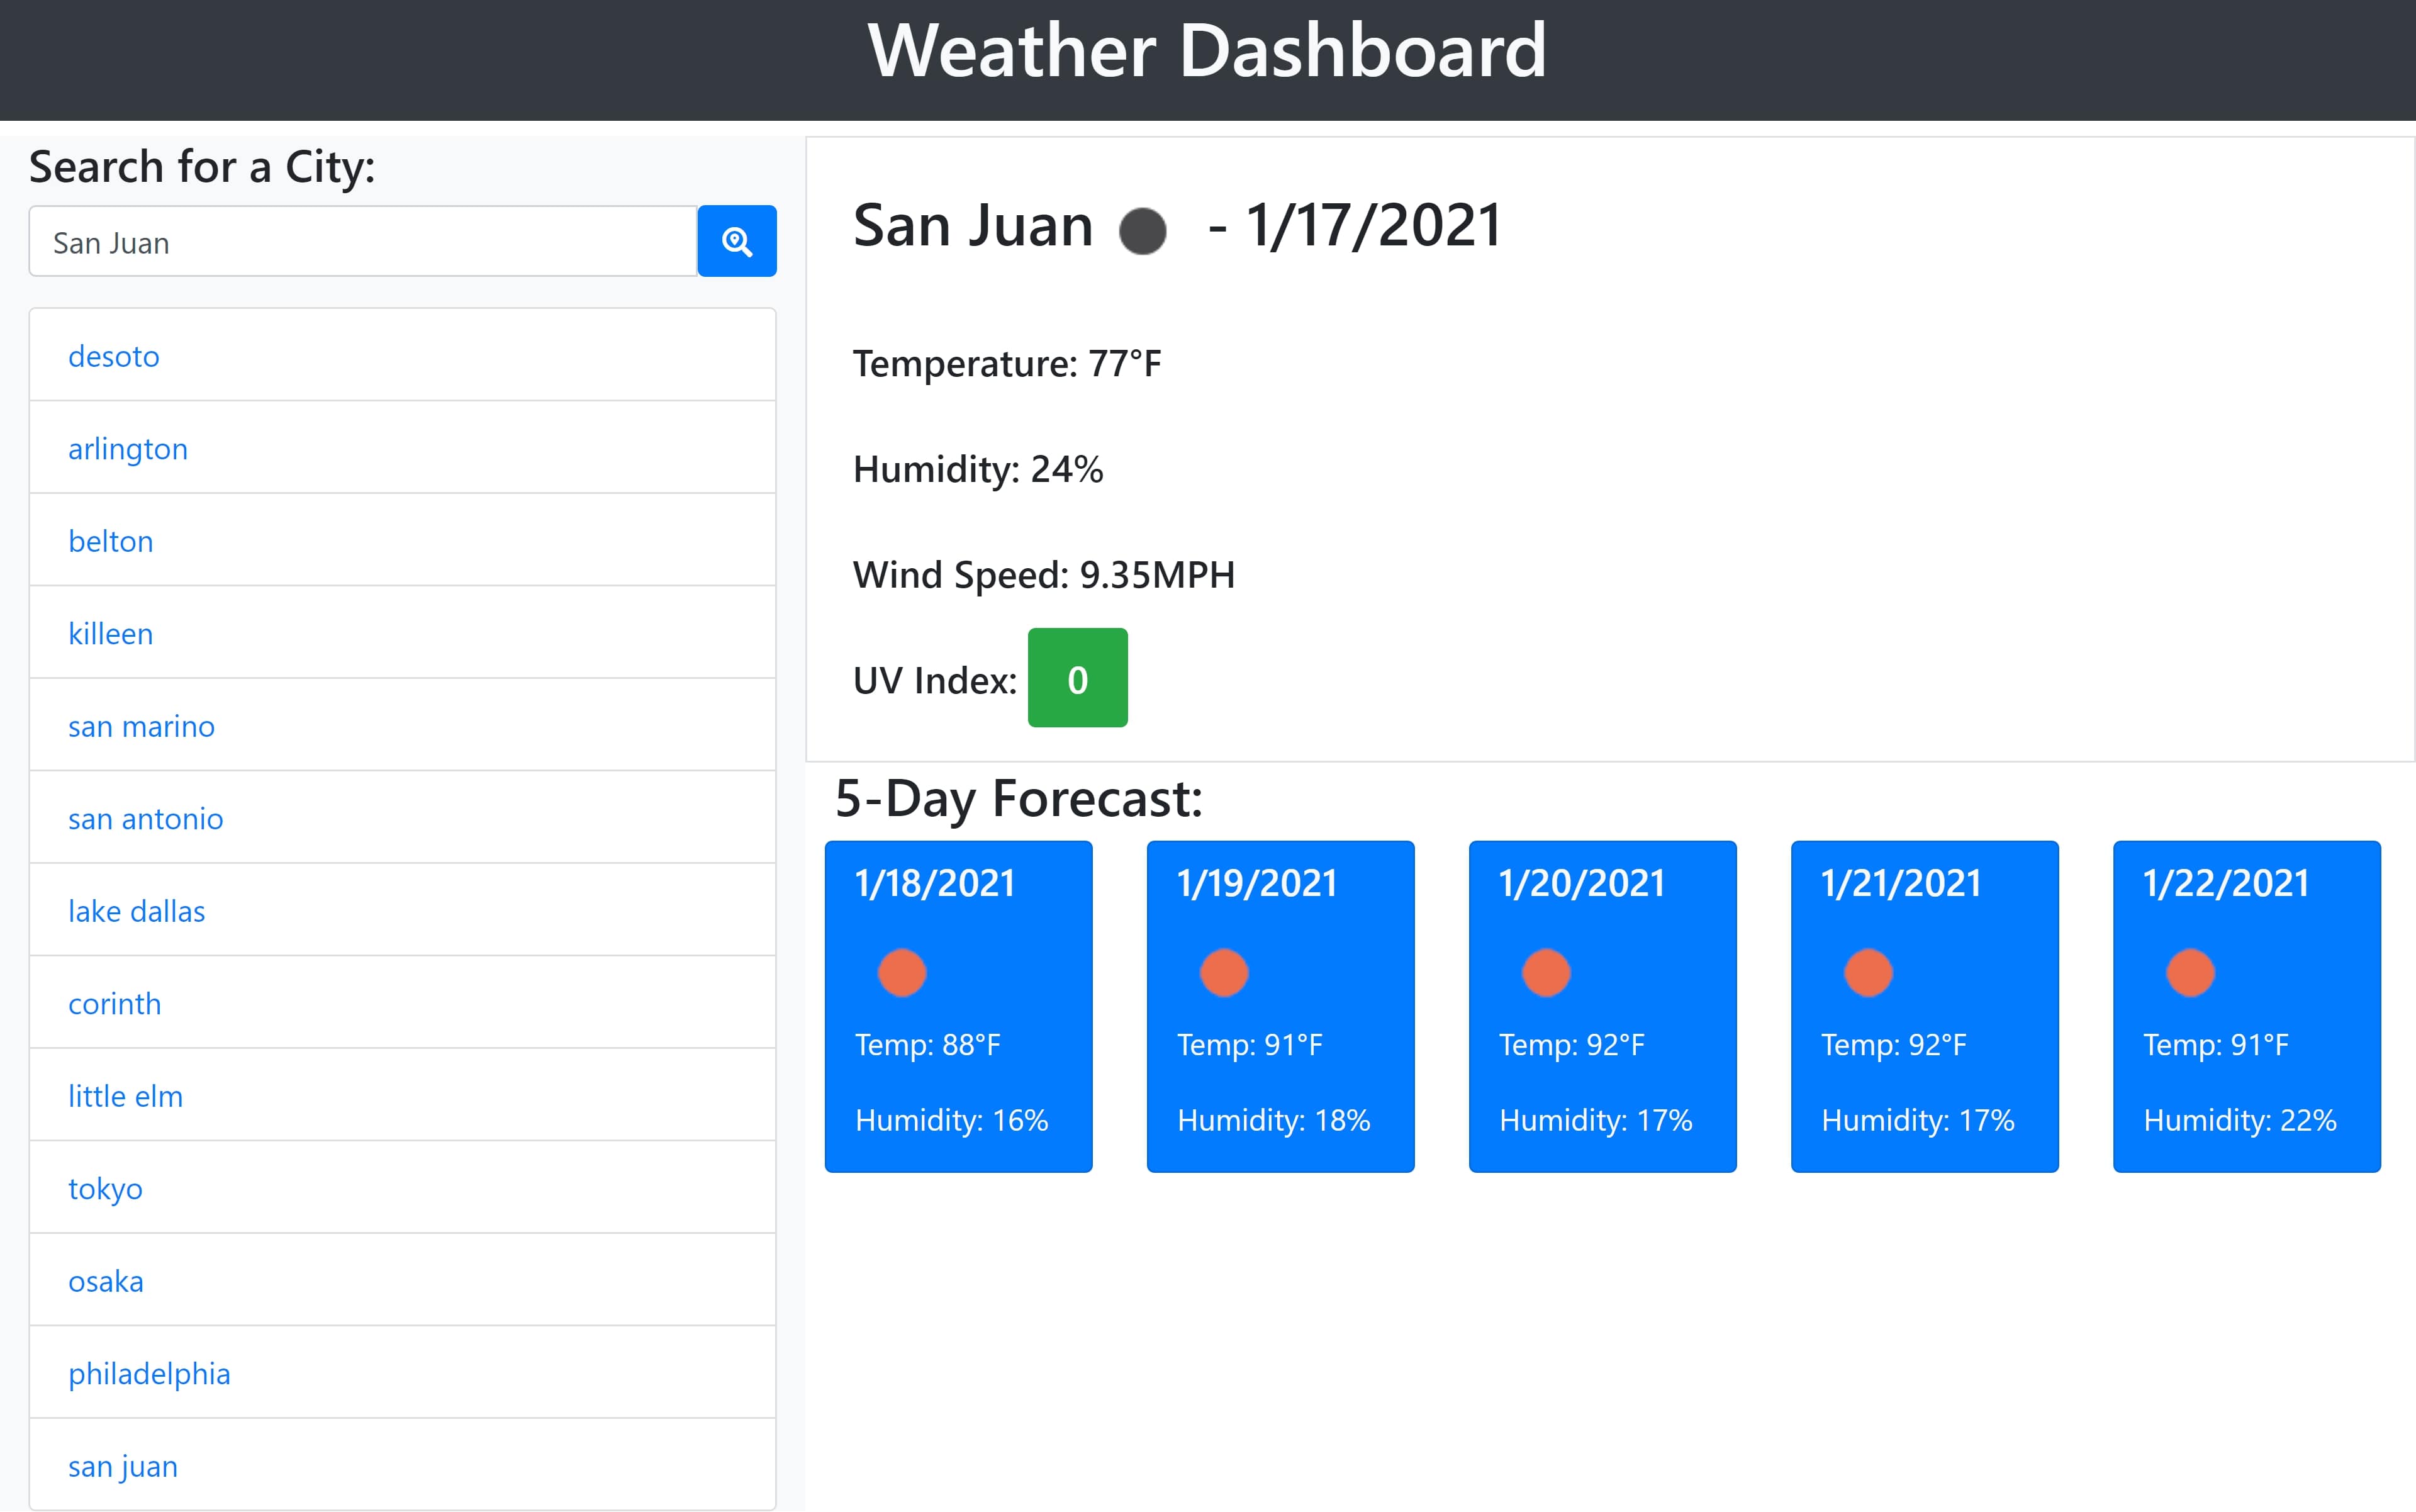 Weather Dashboard
Search for a City:
San Juan
desoto
arlington
belton
killeen
san marino
san antonio
lake dallas
corinth
little elm
tokyo
osaka
philadelphia
san juan
San Juan - 1/17/2021
Temperature: 77°F
Humidity: 24%
Wind Speed: 9.35MPH
UV Index: 0
5-Day Forecast:
1/18/2021
Temp: 88°F
Humidity: 16%
1/19/2021
Temp: 91°F
Humidity: 18%
1/20/2021
Temp: 92°F
Humidity: 17%
1/21/2021
Temp: 92°F
Humidity: 17%
1/22/2021
Temp: 91°F
Humidity: 22%